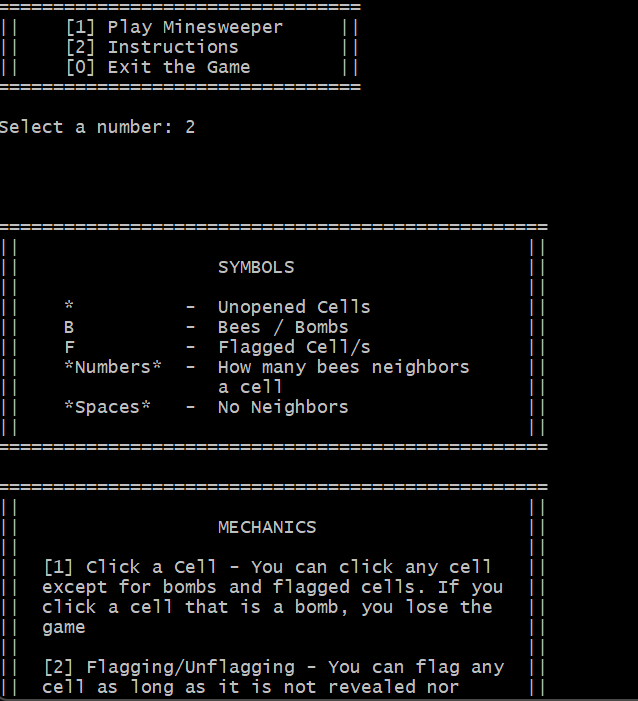 ===================================
||    [1] Play Minesweeper     ||
||    [2] Instructions         ||
||    [0] Exit the Game        ||
===================================
Select a number: 2
==================================================
||                                              ||
||                  SYMBOLS                     ||
||                                              ||
||    *          -  Unopened Cells              ||
||    B          -  Bees / Bombs                ||
||    F          -  Flagged Cell/s              ||
||    *Numbers*  -  How many bees neighbors     ||
||                  a cell                      ||
||    *Spaces*   -  No Neighbors                ||
||                                              ||
==================================================
==================================================
||                                              ||
||                  MECHANICS                   ||
||                                              ||
||  [1] Click a Cell - You can click any cell   ||
||  except for bombs and flagged cells. If you  ||
||  click a cell that is a bomb, you lose the   ||
||  game                                        ||
||                                              ||
||  [2] Flagging/Unflagging - You can flag any  ||
||  cell as long as it is not revealed nor      ||